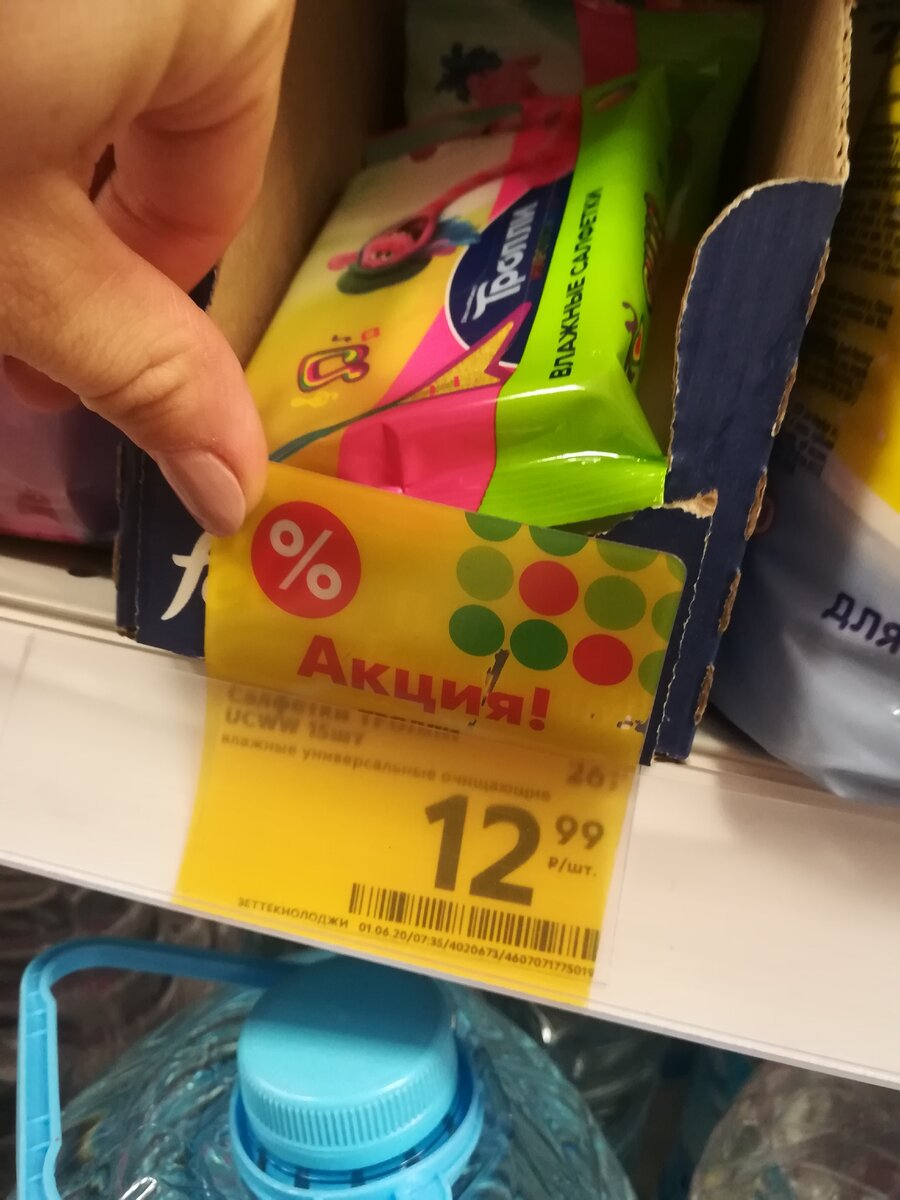 Тролли
ВЛАЖНЫЕ САЛФЕТКИ
%
Акция!
Салфетки ТРОЛЛИ
UCWW 15шт
влажные универсальные очищающие
12 99
₽/шт.
ЗЕТТЕКНОЛОДЖИ
01.06.20/07:35/4020673/4607071775019
ДЛЯ